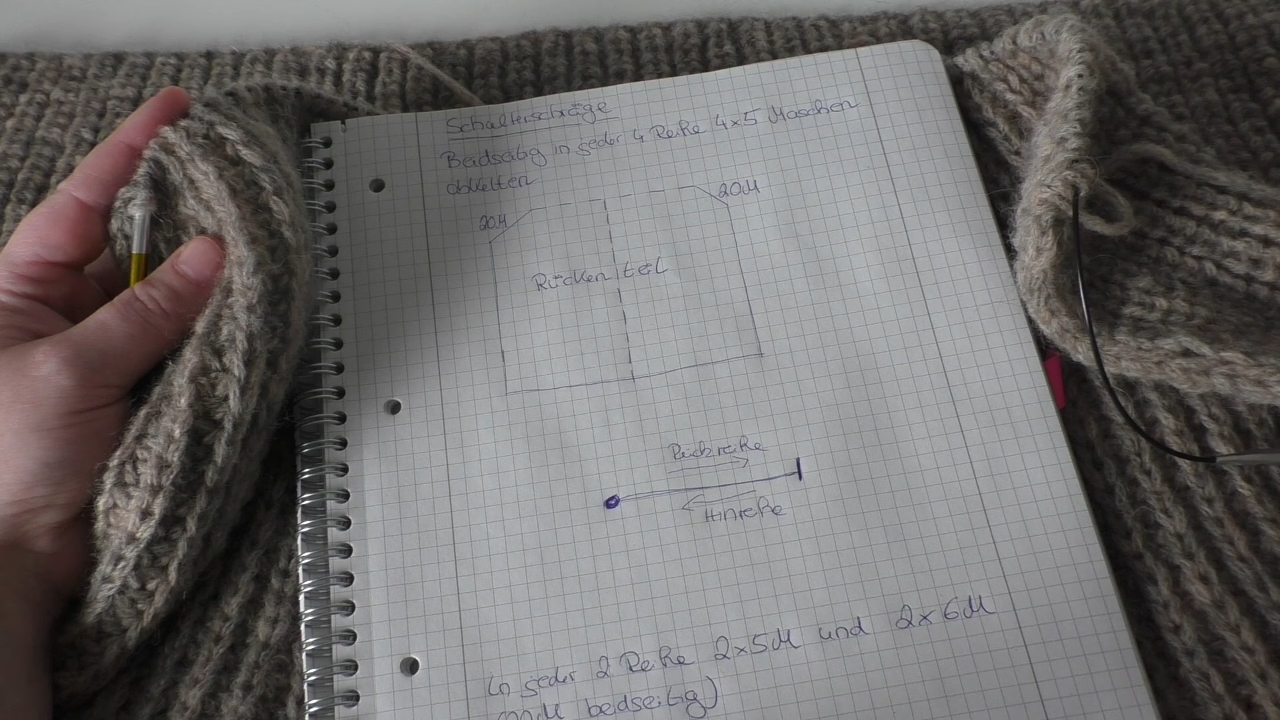 Schulterschräge
Beidseitig in jeder 4 Reihe 4x5 Maschen
abketten
20M
20M
Rückenteil
Rückreihe
Hinreihe
In jeder 2 Reihe 2x5M und 2x6M
beidseitig)